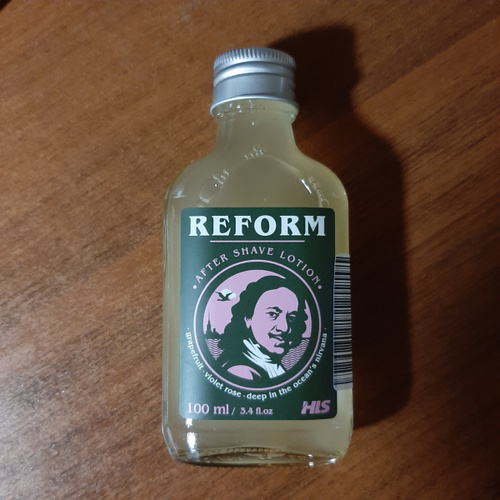 REFORM
• AFTER SHAVE LOTION •
· grapefruit · violet rose · deep in the ocean's nirvana ·
100 ml / 3.4 fl.oz
HLS